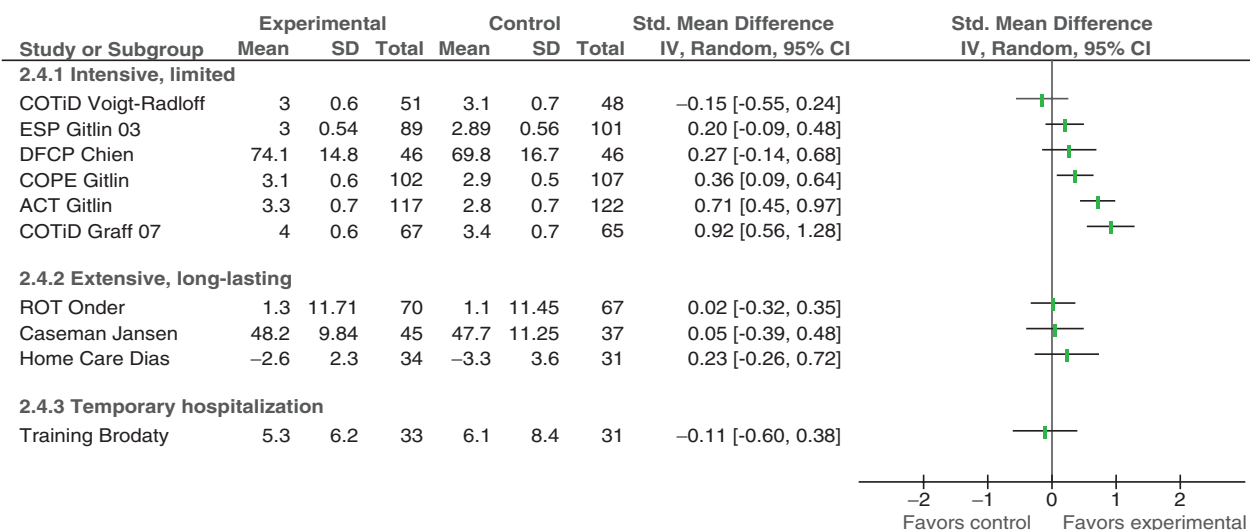 Experimental Control Std. Mean Difference Std. Mean Difference
Study or Subgroup Mean SD Total Mean SD Total IV, Random, 95% CI IV, Random, 95% CI
2.4.1 Intensive, limited
COTiD Voigt-Radloff 3 0.6 51 3.1 0.7 48 −0.15 [-0.55, 0.24]
ESP Gitlin 03 3 0.54 89 2.89 0.56 101 0.20 [-0.09, 0.48]
DFCP Chien 74.1 14.8 46 69.8 16.7 46 0.27 [-0.14, 0.68]
COPE Gitlin 3.1 0.6 102 2.9 0.5 107 0.36 [0.09, 0.64]
ACT Gitlin 3.3 0.7 117 2.8 0.7 122 0.71 [0.45, 0.97]
COTiD Graff 07 4 0.6 67 3.4 0.7 65 0.92 [0.56, 1.28]
2.4.2 Extensive, long-lasting
ROT Onder 1.3 11.71 70 1.1 11.45 67 0.02 [-0.32, 0.35]
Caseman Jansen 48.2 9.84 45 47.7 11.25 37 0.05 [-0.39, 0.48]
Home Care Dias −2.6 2.3 34 −3.3 3.6 31 0.23 [-0.26, 0.72]
2.4.3 Temporary hospitalization
Training Brodaty 5.3 6.2 33 6.1 8.4 31 −0.11 [-0.60, 0.38]
−2 −1 0 1 2
Favors control Favors experimental